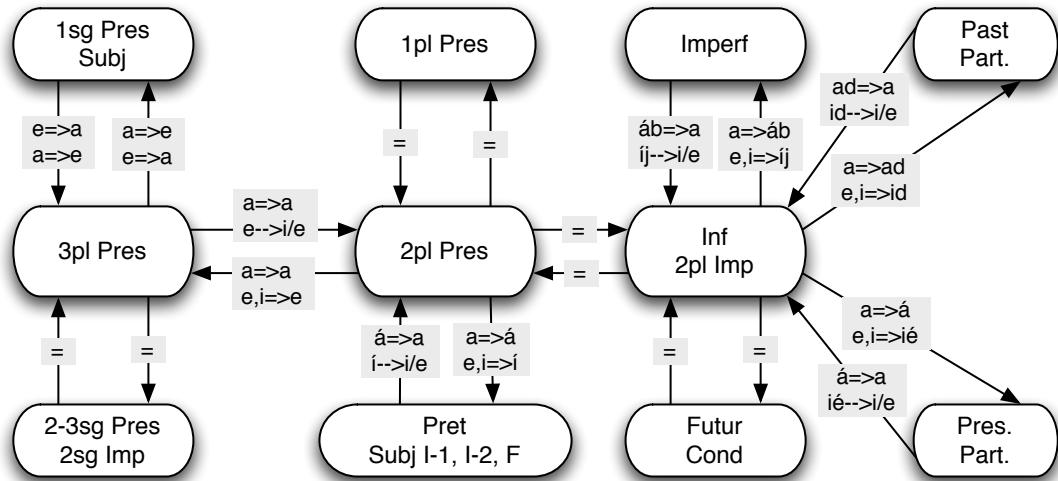 1sg Pres
Subj
1pl Pres
Imperf
Past
Part.
e=>a
a=>e
a=>e
e=>a
=
=
áb=>a
íj-->i/e
a=>áb
e,i=>íj
ad=>a
id-->i/e
a=>ad
e,i=>id
3pl Pres
a=>a
e-->i/e
a=>a
e,i=>e
2pl Pres
=
=
Inf
2pl Imp
=
=
á=>a
í-->i/e
a=>á
e,i=>í
=
=
a=>á
e,i=>ié
á=>a
ié-->i/e
2-3sg Pres
2sg Imp
Pret
Subj I-1, I-2, F
Futur
Cond
Pres.
Part.